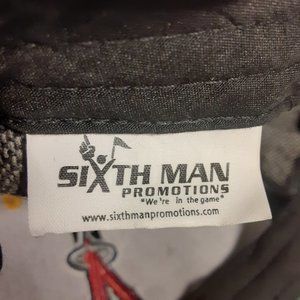 SIXTH MAN
PROMOTIONS
"We're in the game"
www.sixthmanpromotions.com